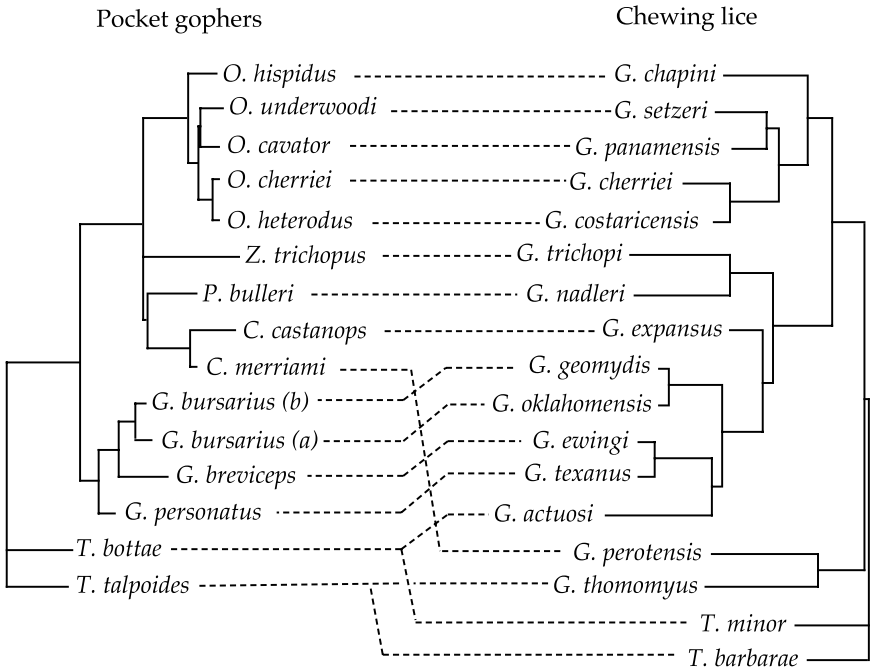 Pocket gophers
Chewing lice
O. hispidus
G. chapini
O. underwoodi
G. setzeri
O. cavator
G. panamensis
O. cherriei
G. cherriei
O. heterodus
G. costaricensis
Z. trichopus
G. trichopi
P. bulleri
G. nadleri
C. castanops
G. expansus
C. merriami
G. geomydis
G. bursarius (b)
G. oklahomensis
G. bursarius (a)
G. ewingi
G. breviceps
G. texanus
G. personatus
G. actuosi
T. bottae
G. perotensis
T. talpoides
G. thomomyus
T. minor
T. barbarae